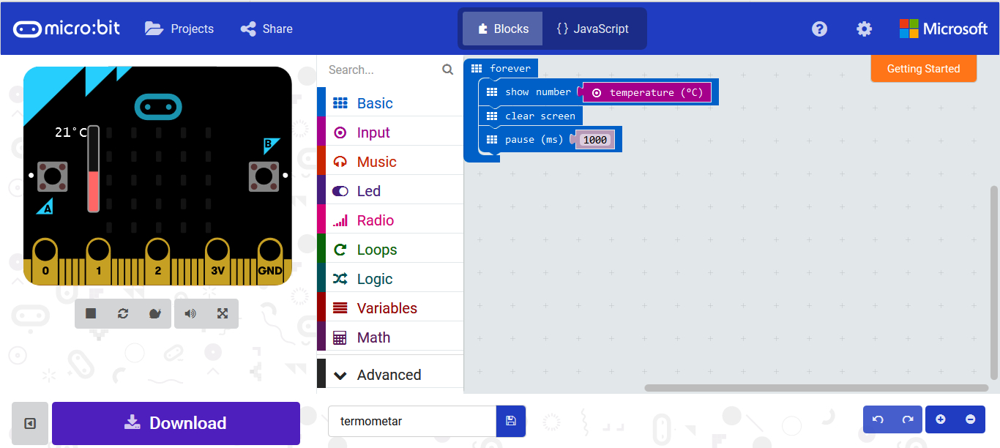 micro:bit
Projects
Share
Blocks
{} JavaScript
?
Microsoft
Getting Started
21°C
B
A
0
1
2
3V
GND
Search...
Basic
Input
Music
Led
Radio
Loops
Logic
Variables
Math
Advanced
forever
show number temperature (ºC)
clear screen
pause (ms) 1000
Download
termometar